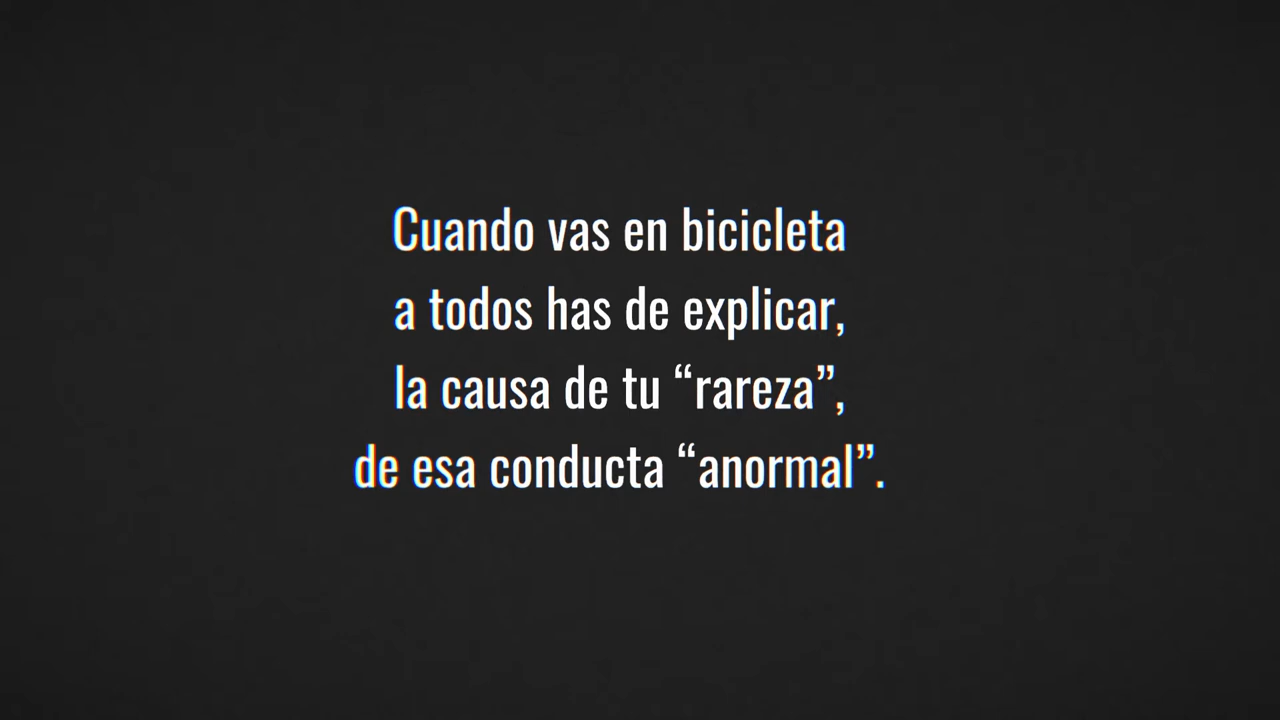 Cuando vas en bicicleta
a todos has de explicar,
la causa de tu “rareza”,
de esa conducta “anormal”.